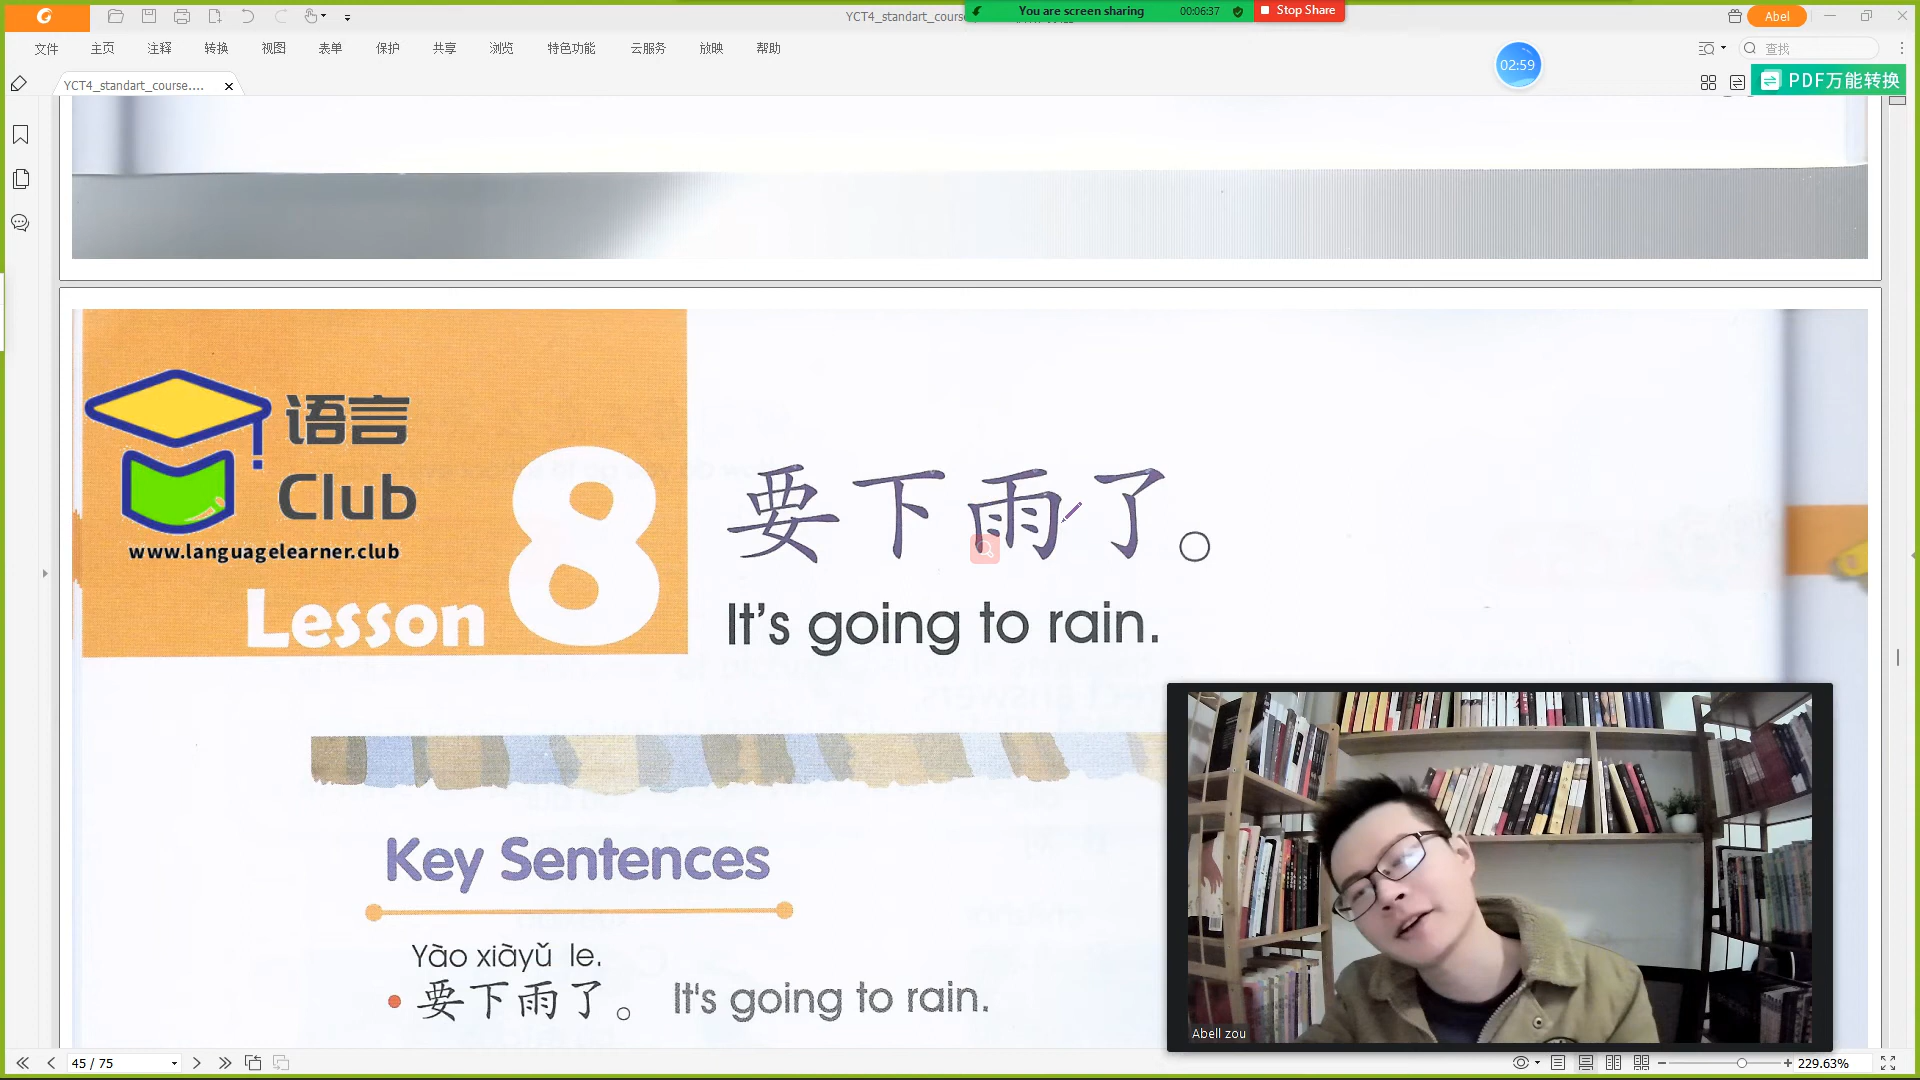 YCT4_standart_cours
You are screen sharing
00:06:37
Stop Share
Abel
文件 主页 注释 转换 视图 表单 保护 共享 浏览 特色功能 云服务 放映 帮助
查找
02:59
YCT4_standart_course....
PDF万能转换
语言
Club
www.languagelearner.club
Lesson 8
要下雨了。
It's going to rain.
Key Sentences
Yào xiàyǔ le.
要下雨了。 It's going to rain.
Abell zou
45 / 75
229.63%